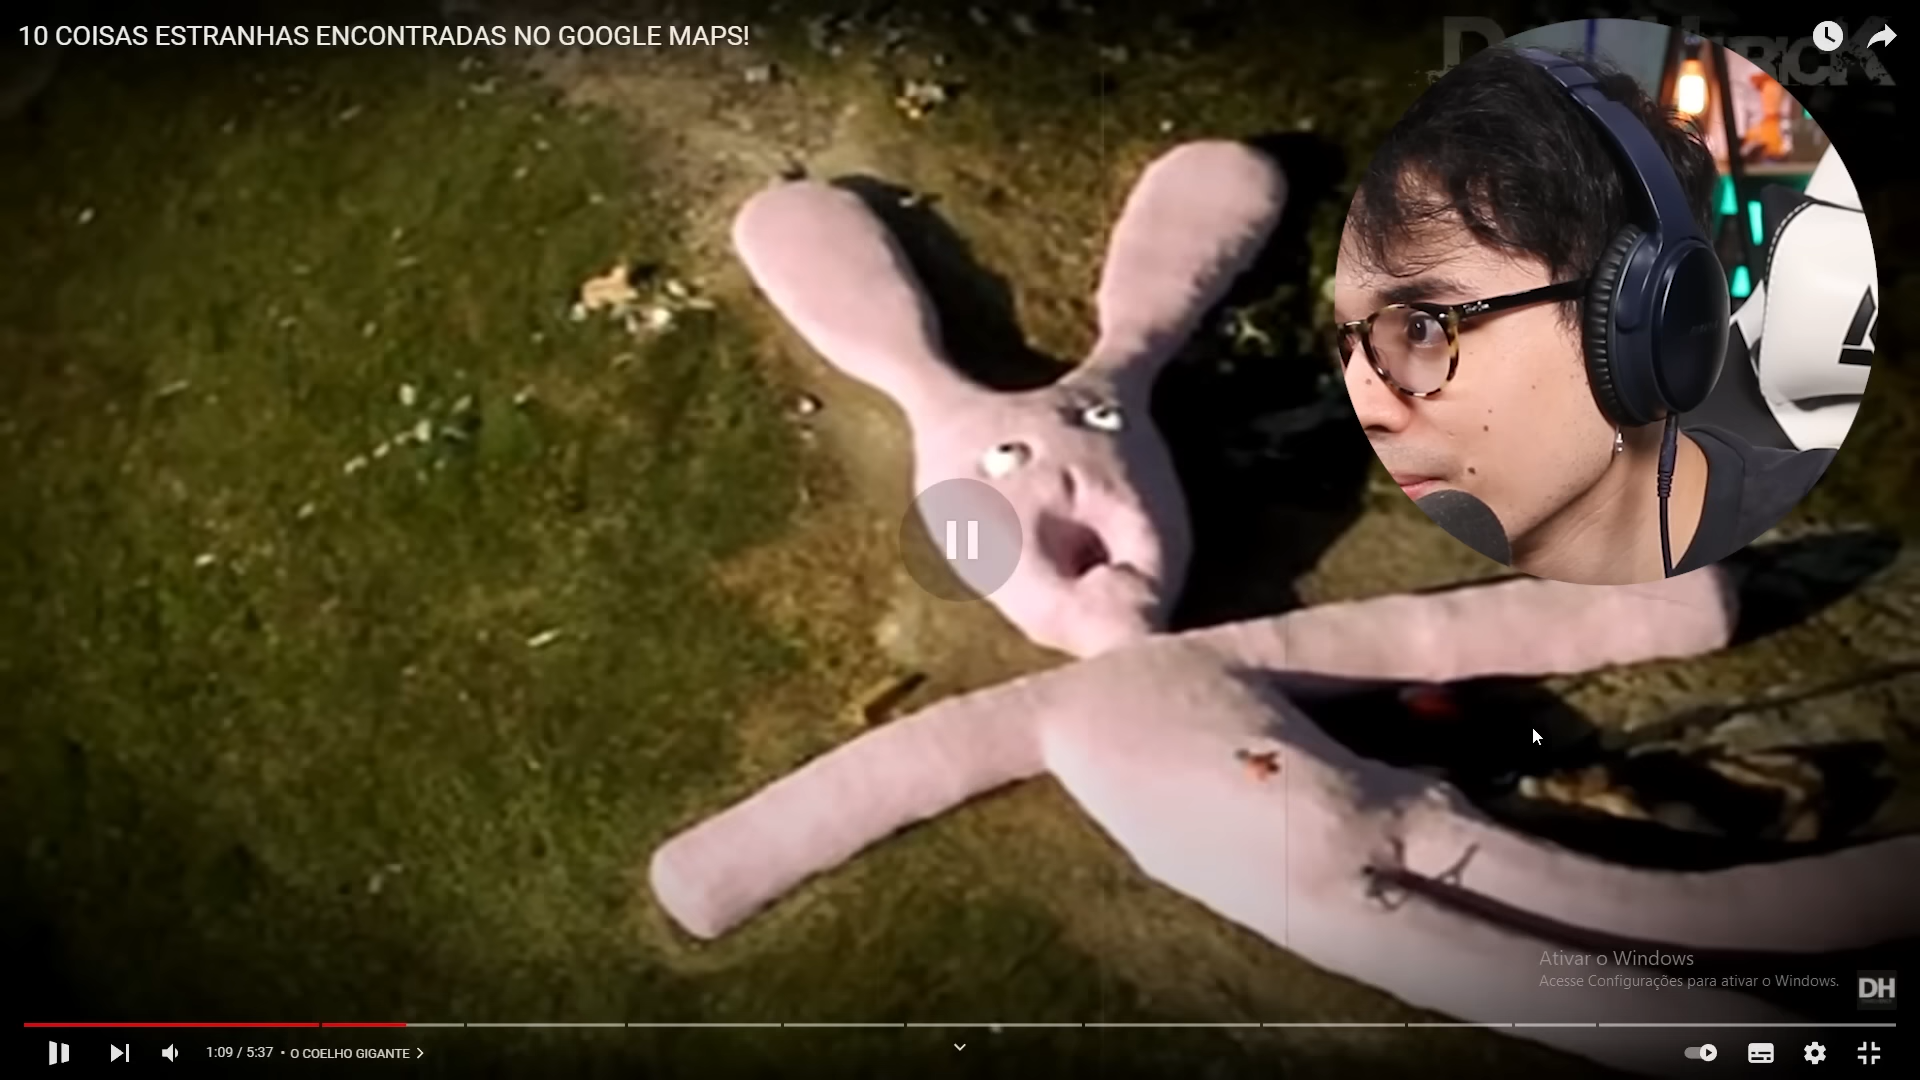 10 COISAS ESTRANHAS ENCONTRADAS NO GOOGLE MAPS!
Ativar o Windows
Acesse Configurações para ativar o Windows.
DH
1:09 / 5:37 • O COELHO GIGANTE